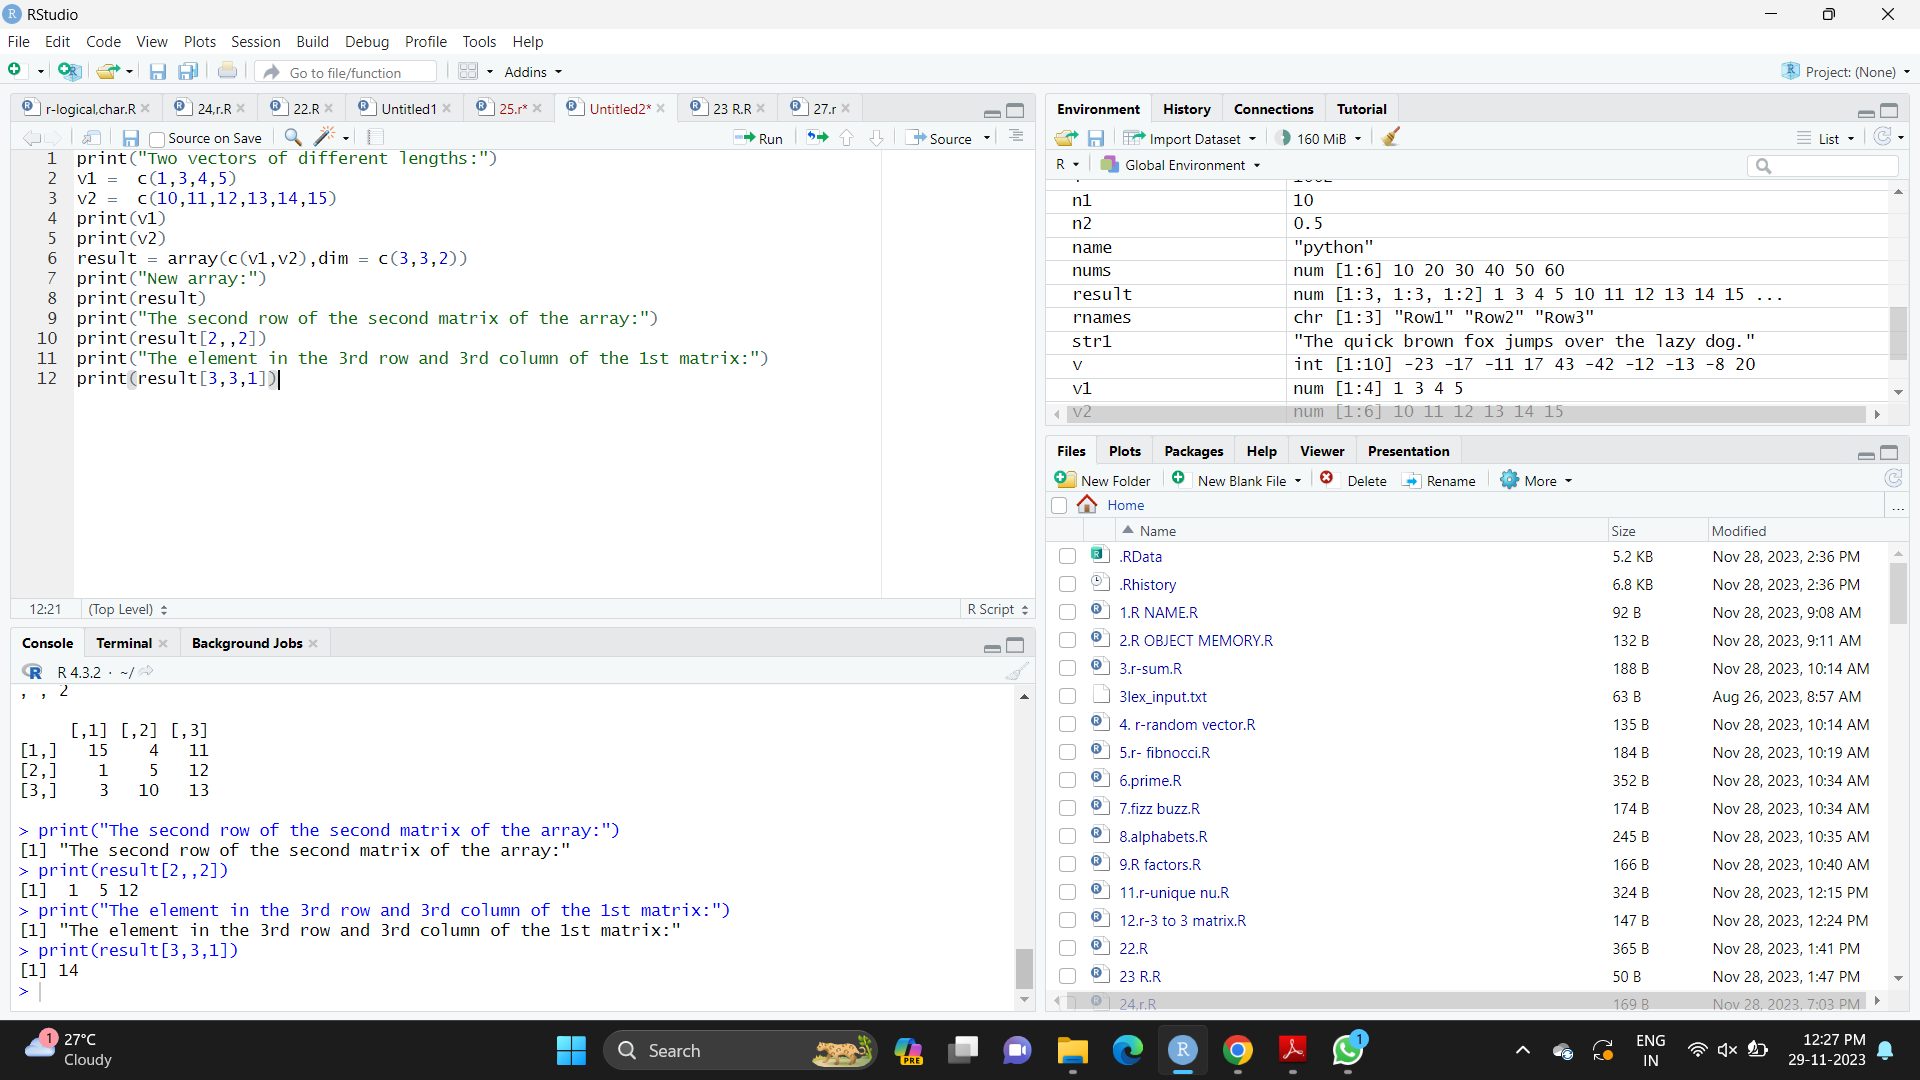 RStudio
File Edit Code View Plots Session Build Debug Profile Tools Help
Go to file/function Addins Project: (None)
r-logical,char.R 24,r.R 22.R Untitled1 25.r* Untitled2* 23 R.R 27.r
Source on Save Run Source
1 print("Two vectors of different lengths:")
2 v1 =  c(1,3,4,5)
3 v2 =  c(10,11,12,13,14,15)
4 print(v1)
5 print(v2)
6 result = array(c(v1,v2),dim = c(3,3,2))
7 print("New array:")
8 print(result)
9 print("The second row of the second matrix of the array:")
10 print(result[2,,2])
11 print("The element in the 3rd row and 3rd column of the 1st matrix:")
12 print(result[3,3,1])
12:21 (Top Level) R Script
Console Terminal Background Jobs
R 4.3.2 · ~/
, , 2
[,1] [,2] [,3]
[1,] 15 4 11
[2,] 1 5 12
[3,] 3 10 13
> print("The second row of the second matrix of the array:")
[1] "The second row of the second matrix of the array:"
> print(result[2,,2])
[1]  1  5 12
> print("The element in the 3rd row and 3rd column of the 1st matrix:")
[1] "The element in the 3rd row and 3rd column of the 1st matrix:"
> print(result[3,3,1])
[1] 14
>
Environment History Connections Tutorial
Import Dataset 160 MiB List
R Global Environment
n1 10
n2 0.5
name "python"
nums num [1:6] 10 20 30 40 50 60
result num [1:3, 1:3, 1:2] 1 3 4 5 10 11 12 13 14 15 ...
rnames chr [1:3] "Row1" "Row2" "Row3"
str1 "The quick brown fox jumps over the lazy dog."
v int [1:10] -23 -17 -11 17 43 -42 -12 -13 -8 20
v1 num [1:4] 1 3 4 5
v2 num [1:6] 10 11 12 13 14 15
Files Plots Packages Help Viewer Presentation
New Folder New Blank File Delete Rename More
Home ...
Name Size Modified
.RData 5.2 KB Nov 28, 2023, 2:36 PM
.Rhistory 6.8 KB Nov 28, 2023, 2:36 PM
1.R NAME.R 92 B Nov 28, 2023, 9:08 AM
2.R OBJECT MEMORY.R 132 B Nov 28, 2023, 9:11 AM
3.r-sum.R 188 B Nov 28, 2023, 10:14 AM
3lex_input.txt 63 B Aug 26, 2023, 8:57 AM
4. r-random vector.R 135 B Nov 28, 2023, 10:14 AM
5.r- fibnocci.R 184 B Nov 28, 2023, 10:19 AM
6.prime.R 352 B Nov 28, 2023, 10:34 AM
7.fizz buzz.R 174 B Nov 28, 2023, 10:34 AM
8.alphabets.R 245 B Nov 28, 2023, 10:35 AM
9.R factors.R 166 B Nov 28, 2023, 10:40 AM
11.r-unique nu.R 324 B Nov 28, 2023, 12:15 PM
12.r-3 to 3 matrix.R 147 B Nov 28, 2023, 12:24 PM
22.R 365 B Nov 28, 2023, 1:41 PM
23 R.R 50 B Nov 28, 2023, 1:47 PM
24,r.R 169 B Nov 28, 2023, 7:03 PM
1 27°C
Cloudy
Search
PRE
1
ENG
IN
12:27 PM
29-11-2023